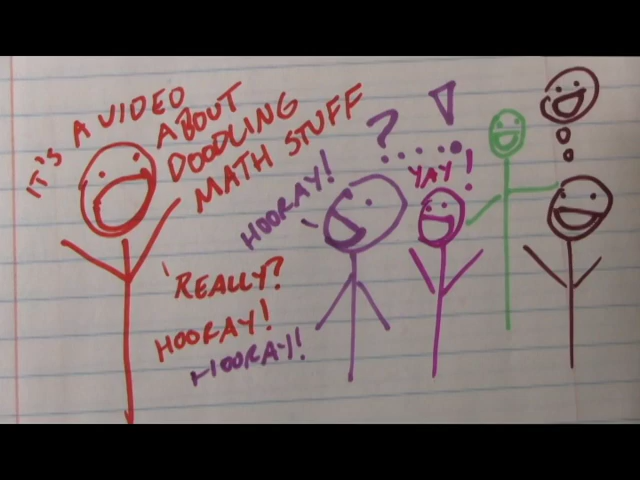 IT'S A VIDEO
ABOUT
DOODLING
MATH STUFF
'REALLY?
HOORAY!
HOORAY!
HOORAY!
? . . . . . !
YAY!